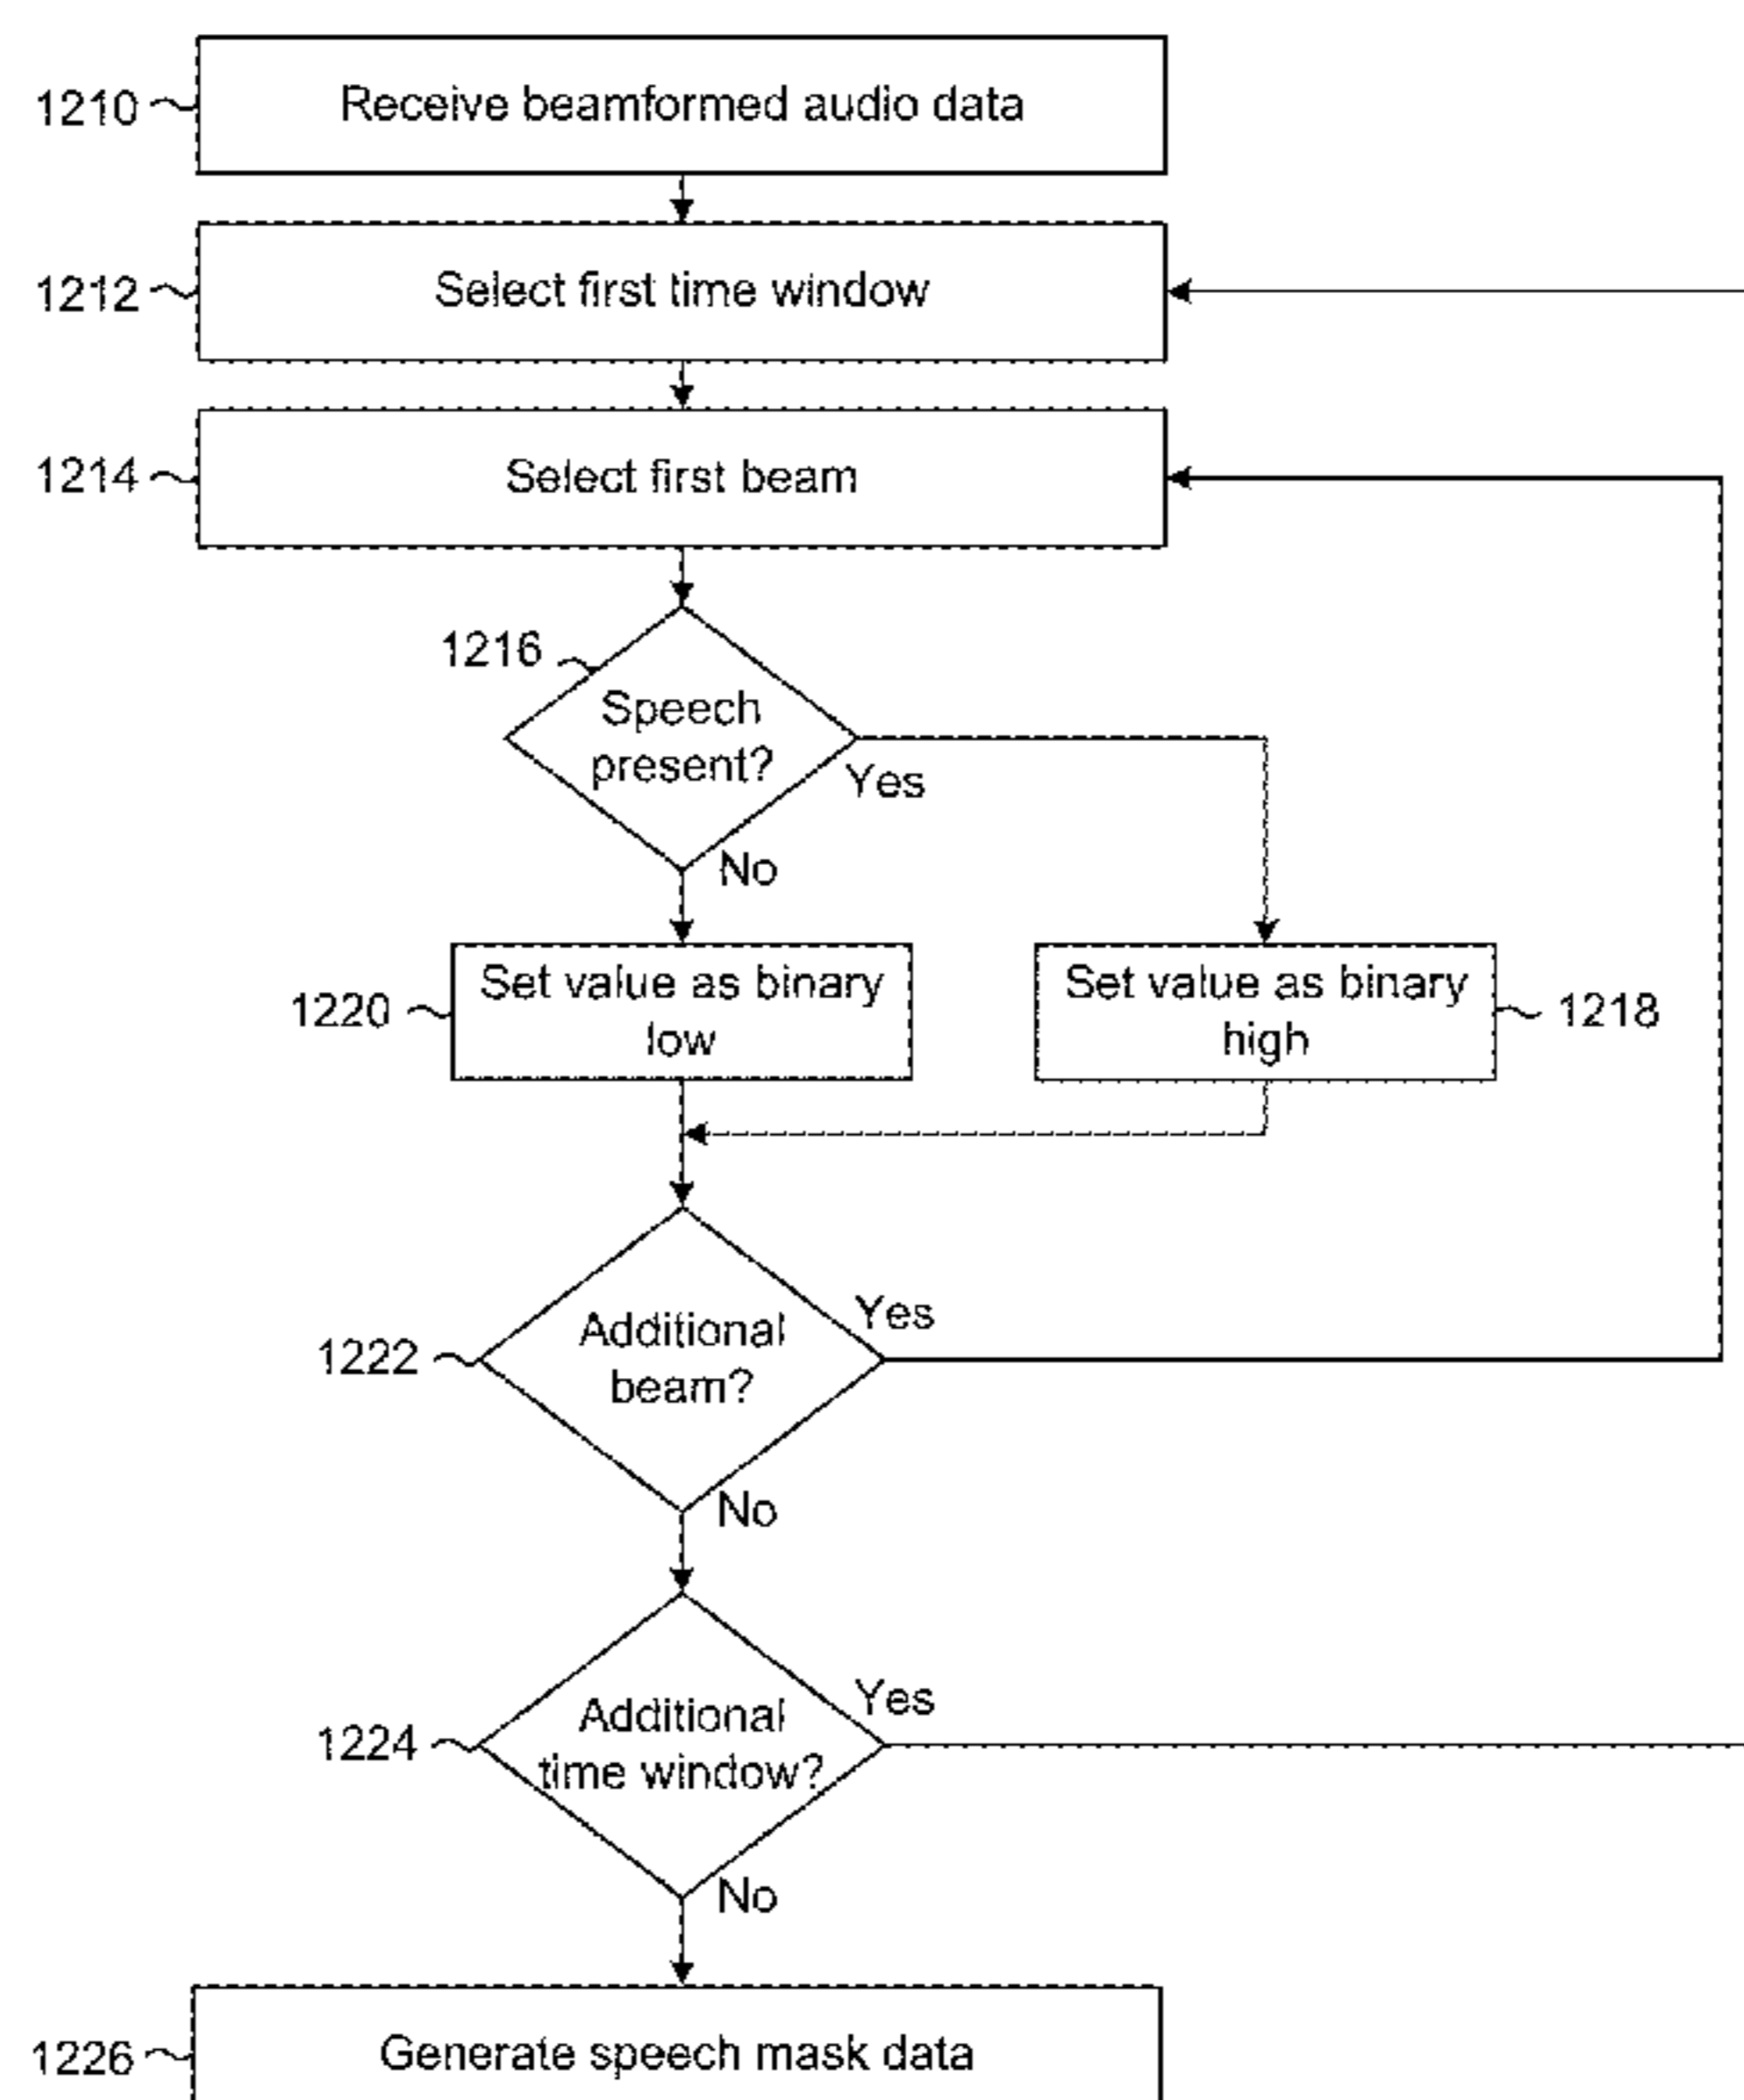 1210
Receive beamformed audio data
1212
Select first time window
1214
Select first beam
1216
Speech
present?
Yes
No
1220
Set value as binary
low
Set value as binary
high
1218
1222
Additional
beam?
Yes
No
1224
Additional
time window?
Yes
No
1226
Generate speech mask data